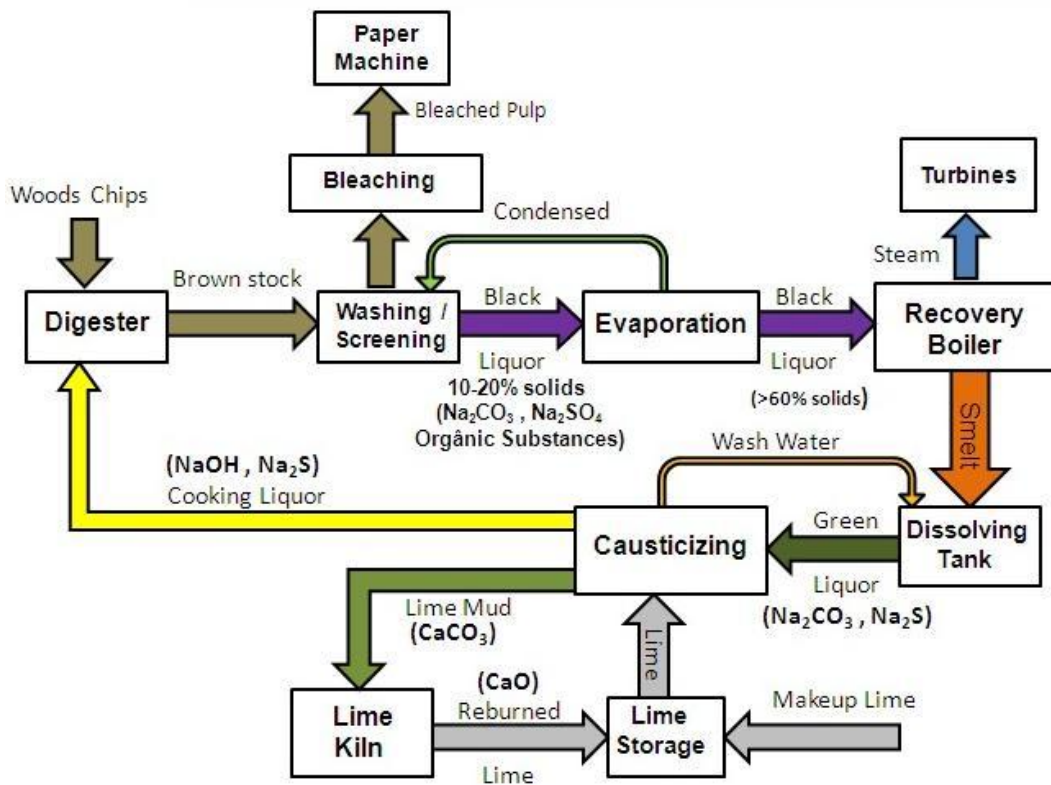 Paper
Machine
Bleached Pulp
Bleaching
Turbines
Woods Chips
Condensed
Steam
Brown stock
Digester
Washing /
Screening
Black
Liquor
10-20% solids
(Na₂CO₃ , Na₂SO₄
Orgânic Substances)
Evaporation
Black
Liquor
(>60% solids)
Recovery
Boiler
Smelt
Wash Water
(NaOH , Na₂S)
Cooking Liquor
Causticizing
Green
Liquor
(Na₂CO₃ , Na₂S)
Dissolving
Tank
Lime Mud
(CaCO₃)
Lime
(CaO)
Reburned
Lime
Lime
Kiln
Lime
Storage
Makeup Lime